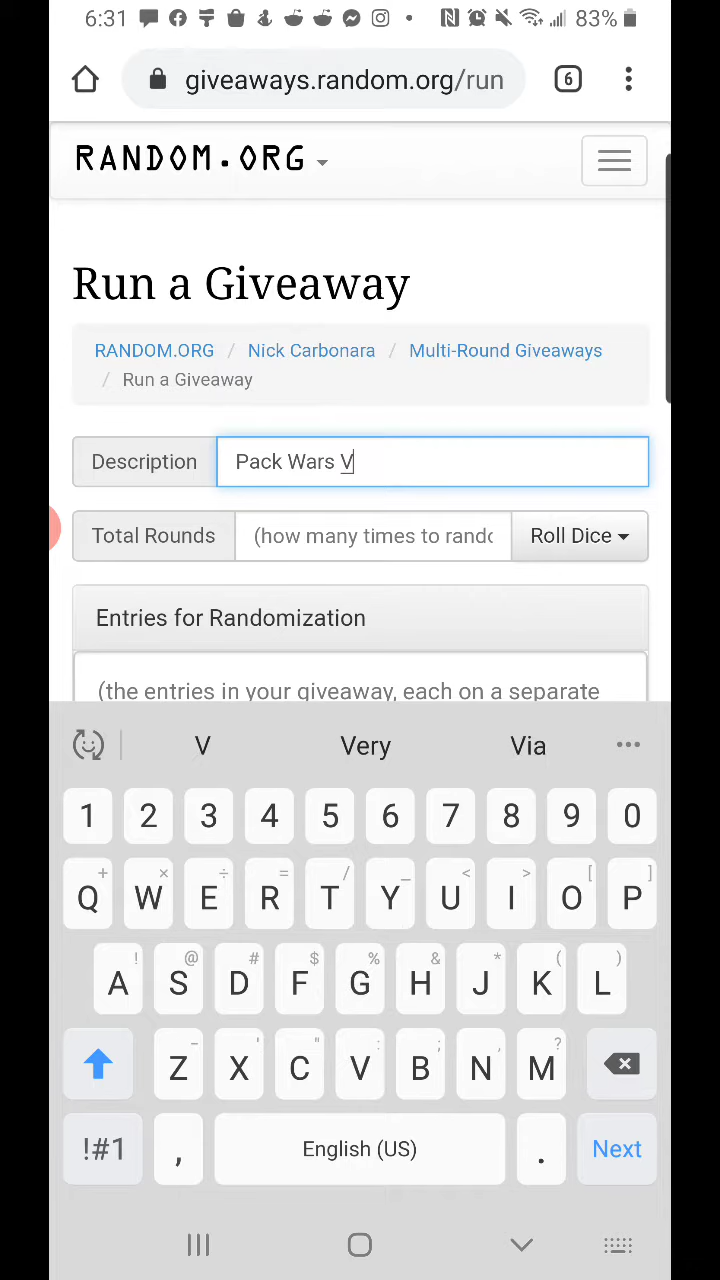 6:31 83%
giveaways.random.org/run 6
RANDOM.ORG
Run a Giveaway
RANDOM.ORG / Nick Carbonara / Multi-Round Giveaways
/ Run a Giveaway
Description Pack Wars V
Total Rounds (how many times to rando Roll Dice
Entries for Randomization
(the entries in your giveaway, each on a separate
V Very Via •••
1 2 3 4 5 6 7 8 9 0
+ × ÷ = / _ < > [ ]
Q W E R T Y U I O P
! @ # $ % & * ( )
A S D F G H J K L
- ' " : ; , ?
Z X C V B N M
!#1 , English (US) . Next